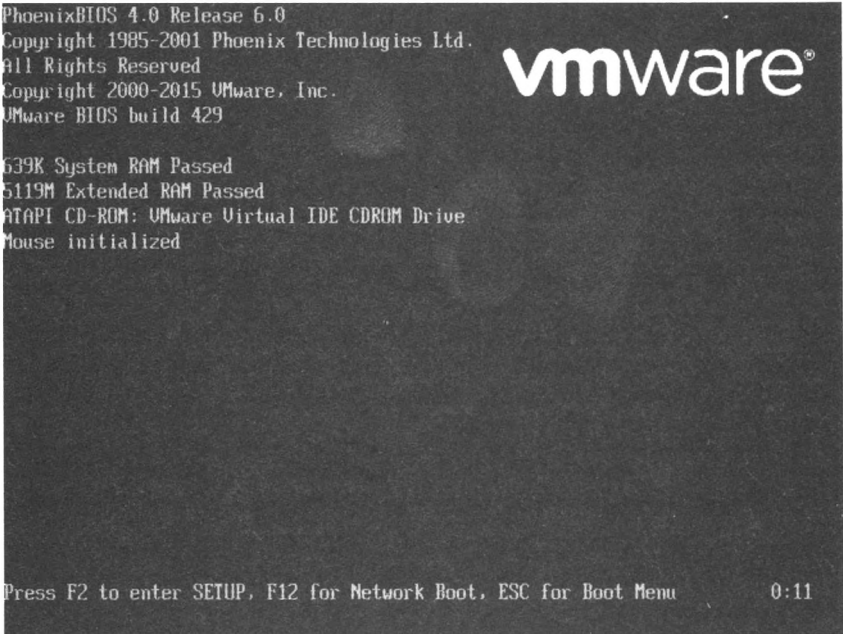 PhoenixBIOS 4.0 Release 6.0
Copyright 1985-2001 Phoenix Technologies Ltd.
All Rights Reserved
Copyright 2000-2015 VMware, Inc.
VMware BIOS build 429
vmware®
639K System RAM Passed
5119M Extended RAM Passed
ATAPI CD-ROM: VMware Virtual IDE CDROM Drive
Mouse initialized
Press F2 to enter SETUP, F12 for Network Boot, ESC for Boot Menu 0:11